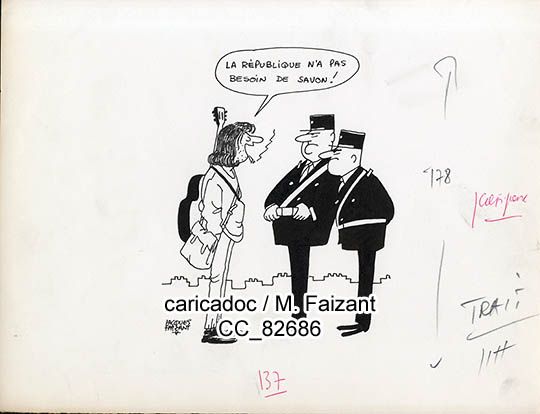 LA RÉPUBLIQUE N'A PAS
BESOIN DE SAVON!
178
TRAIT
caricadoc / M. Faizant
CC_82686
JACQUES
FAIZANT
137